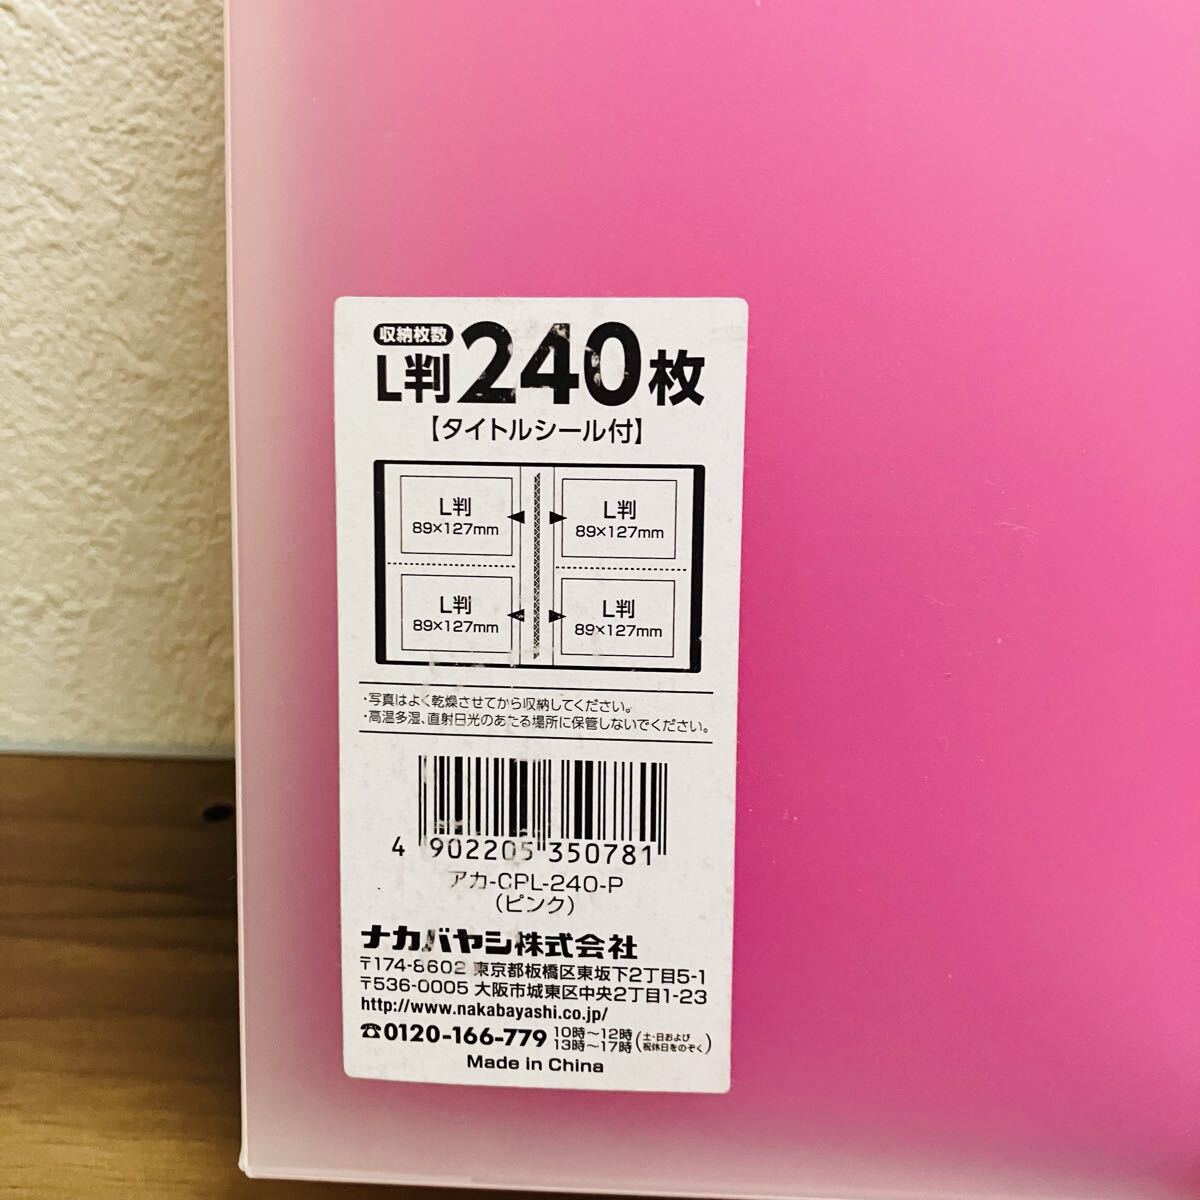 収納枚数
L判240枚
【タイトルシール付】
L判
89×127mm
L判
89×127mm
L判
89×127mm
L判
89×127mm
・写真はよく乾燥させてから収納してください。
・高温多湿、直射日光のあたる場所に保管しないでください。
4 902205 350781
アカ-CPL-240-P
(ピンク)
ナカバヤシ株式会社
〒174-8602 東京都板橋区東坂下2丁目5-1
〒536-0005 大阪市城東区中央2丁目1-23
http://www.nakabayashi.co.jp/
☎0120-166-779 10時〜12時 13時〜17時 (土・日および祝休日をのぞく)
Made in China